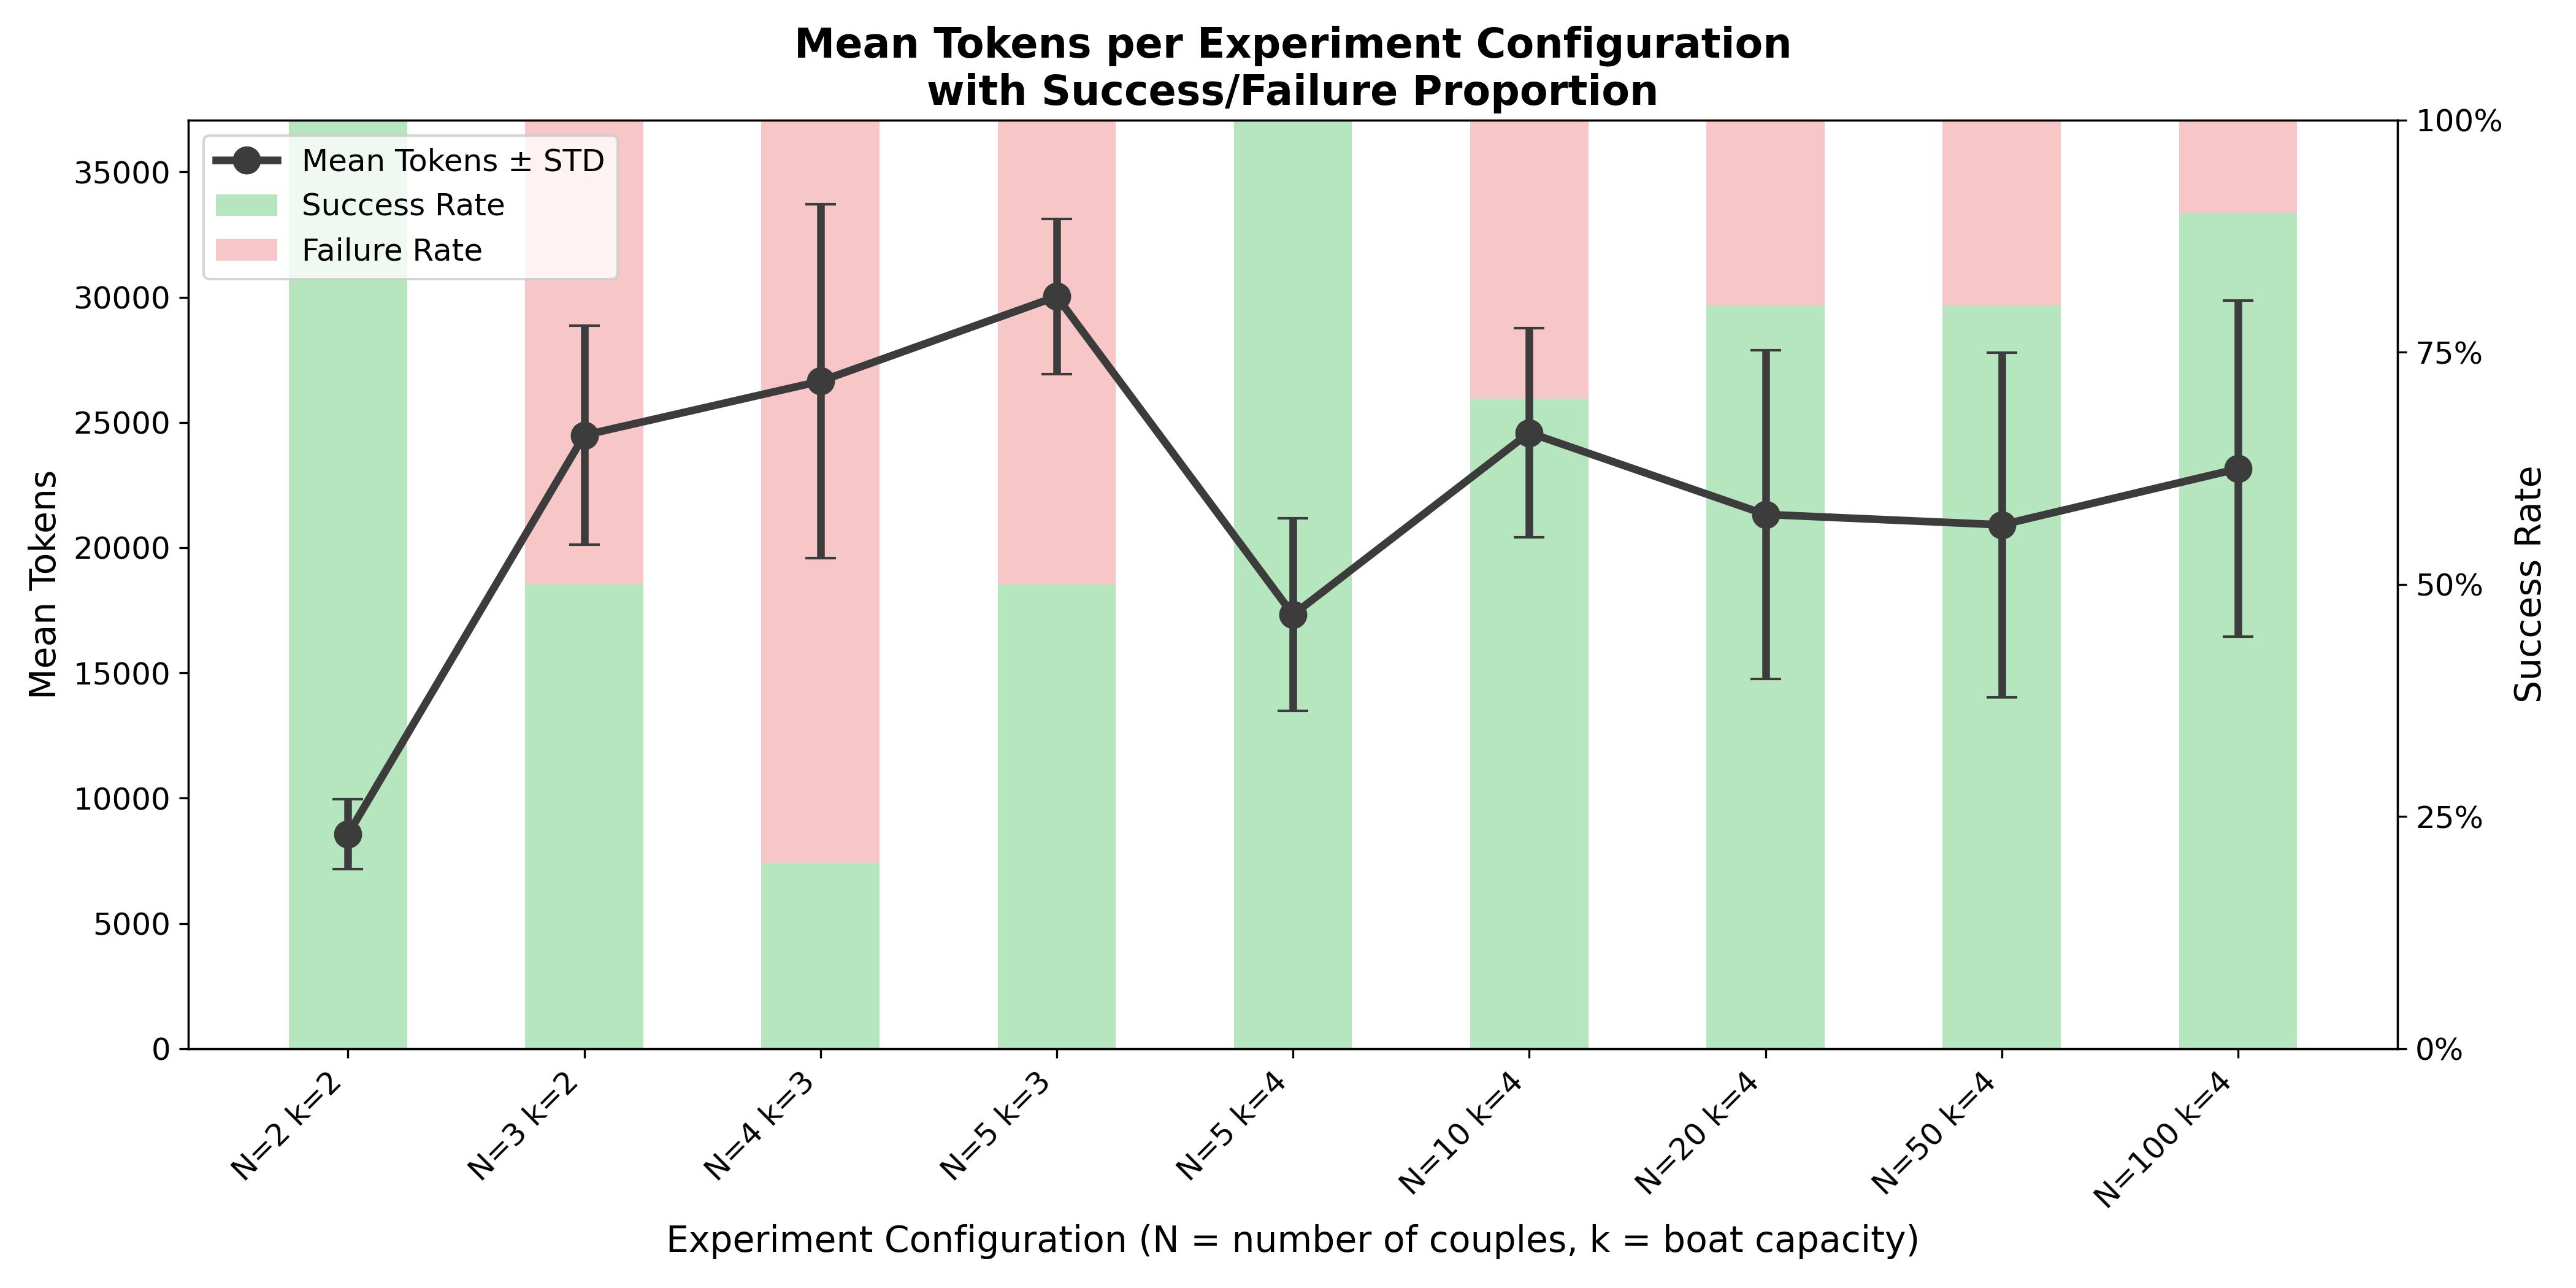 Mean Tokens per Experiment Configuration
with Success/Failure Proportion
Mean Tokens ± STD
Success Rate
Failure Rate
35000
30000
25000
20000
15000
10000
5000
0
Mean Tokens
100%
75%
50%
25%
0%
Success Rate
N=2 k=2
N=3 k=2
N=4 k=3
N=5 k=3
N=5 k=4
N=10 k=4
N=20 k=4
N=50 k=4
N=100 k=4
Experiment Configuration (N = number of couples, k = boat capacity)